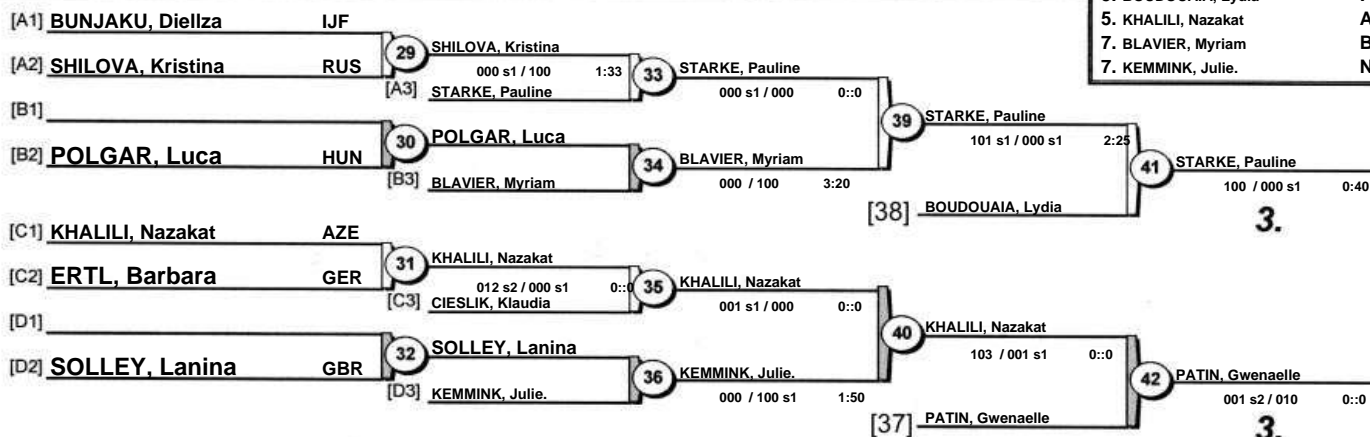 5. KHALILI, Nazakat A
7. BLAVIER, Myriam B
7. KEMMINK, Julie. N
[A1] BUNJAKU, Diellza IJF
29
SHILOVA, Kristina
[A2] SHILOVA, Kristina RUS
000 s1 / 100 1:33
33
STARKE, Pauline
[A3] STARKE, Pauline
000 s1 / 000 0::0
[B1]
39
STARKE, Pauline
30
POLGAR, Luca
101 s1 / 000 s1 2:25
[B2] POLGAR, Luca HUN
34
BLAVIER, Myriam
41
STARKE, Pauline
[B3] BLAVIER, Myriam
000 / 100 3:20
100 / 000 s1 0:40
[38] BOUDOUAIA, Lydia
3.
[C1] KHALILI, Nazakat AZE
31
KHALILI, Nazakat
[C2] ERTL, Barbara GER
012 s2 / 000 s1 0::0
35
KHALILI, Nazakat
[C3] CIESLIK, Klaudia
001 s1 / 000 0::0
[D1]
40
KHALILI, Nazakat
32
SOLLEY, Lanina
103 / 001 s1 0::0
[D2] SOLLEY, Lanina GBR
36
KEMMINK, Julie.
42
PATIN, Gwenaelle
[D3] KEMMINK, Julie.
000 / 100 s1 1:50
001 s2 / 010 0::0
[37] PATIN, Gwenaelle
3.